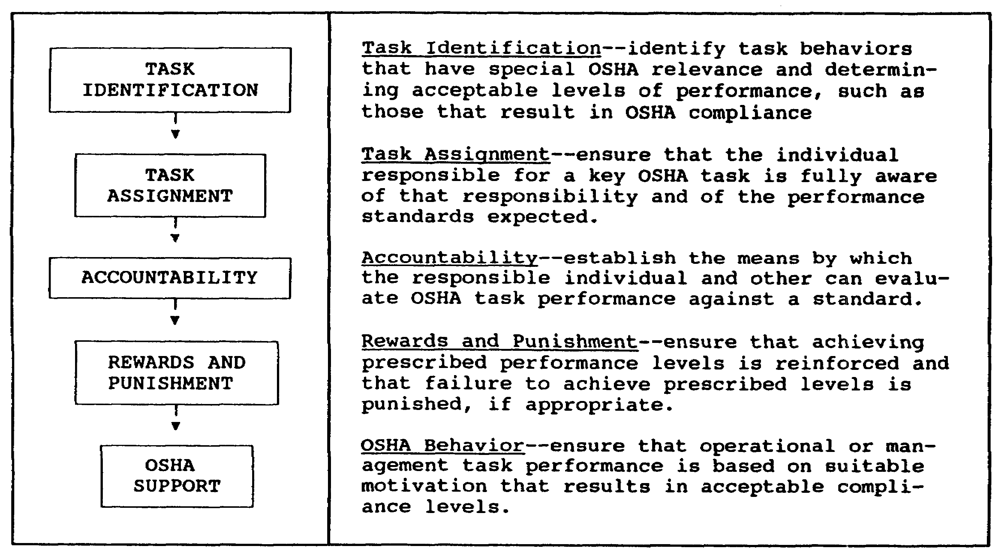 TASK
IDENTIFICATION
TASK
ASSIGNMENT
ACCOUNTABILITY
REWARDS AND
PUNISHMENT
OSHA
SUPPORT
Task Identification--identify task behaviors
that have special OSHA relevance and determin-
ing acceptable levels of performance, such as
those that result in OSHA compliance
Task Assignment--ensure that the individual
responsible for a key OSHA task is fully aware
of that responsibility and of the performance
standards expected.
Accountability--establish the means by which
the responsible individual and other can evalu-
ate OSHA task performance against a standard.
Rewards and Punishment--ensure that achieving
prescribed performance levels is reinforced and
that failure to achieve prescribed levels is
punished, if appropriate.
OSHA Behavior--ensure that operational or man-
agement task performance is based on suitable
motivation that results in acceptable compli-
ance levels.